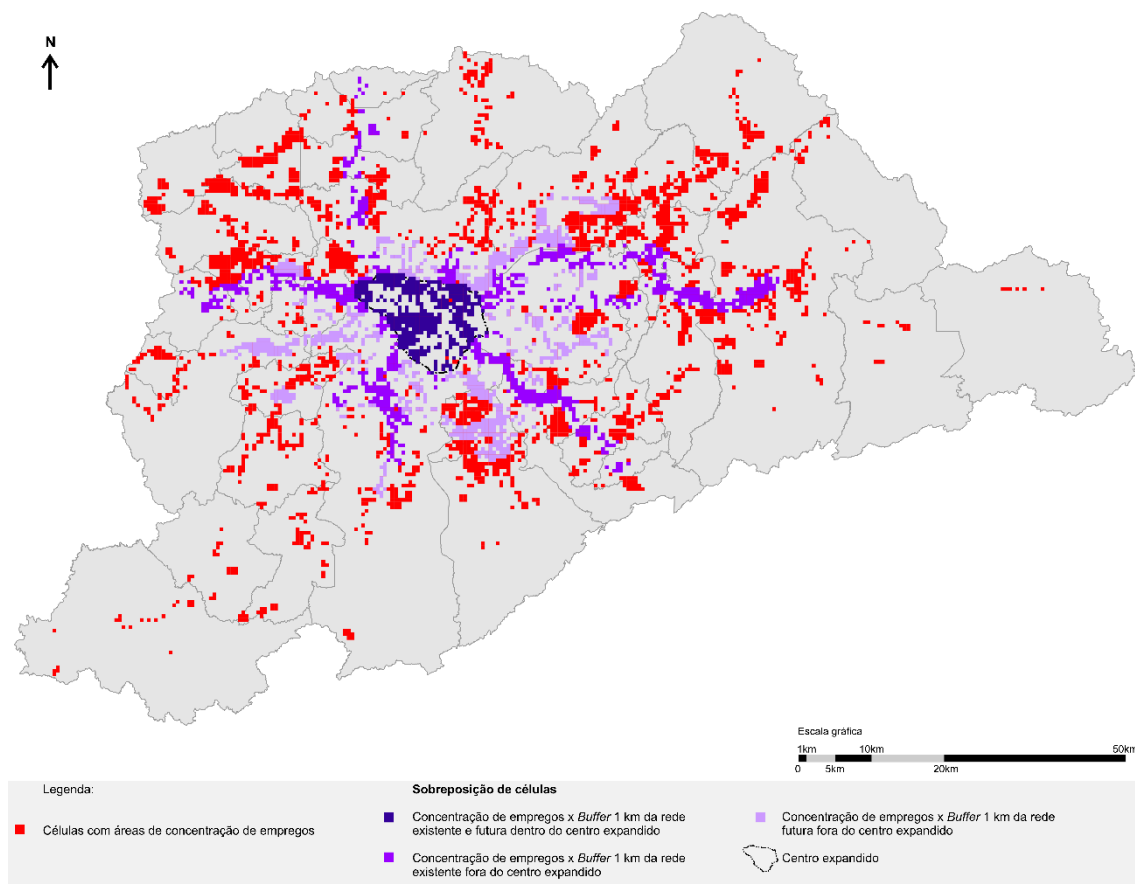 N
Escala gráfica
1km 10km 50km
0 5km 20km
Legenda:
Células com áreas de concentração de empregos
Sobreposição de células
Concentração de empregos x Buffer 1 km da rede
existente e futura dentro do centro expandido
Concentração de empregos x Buffer 1 km da rede
existente fora do centro expandido
Concentração de empregos x Buffer 1 km da rede
futura fora do centro expandido
Centro expandido